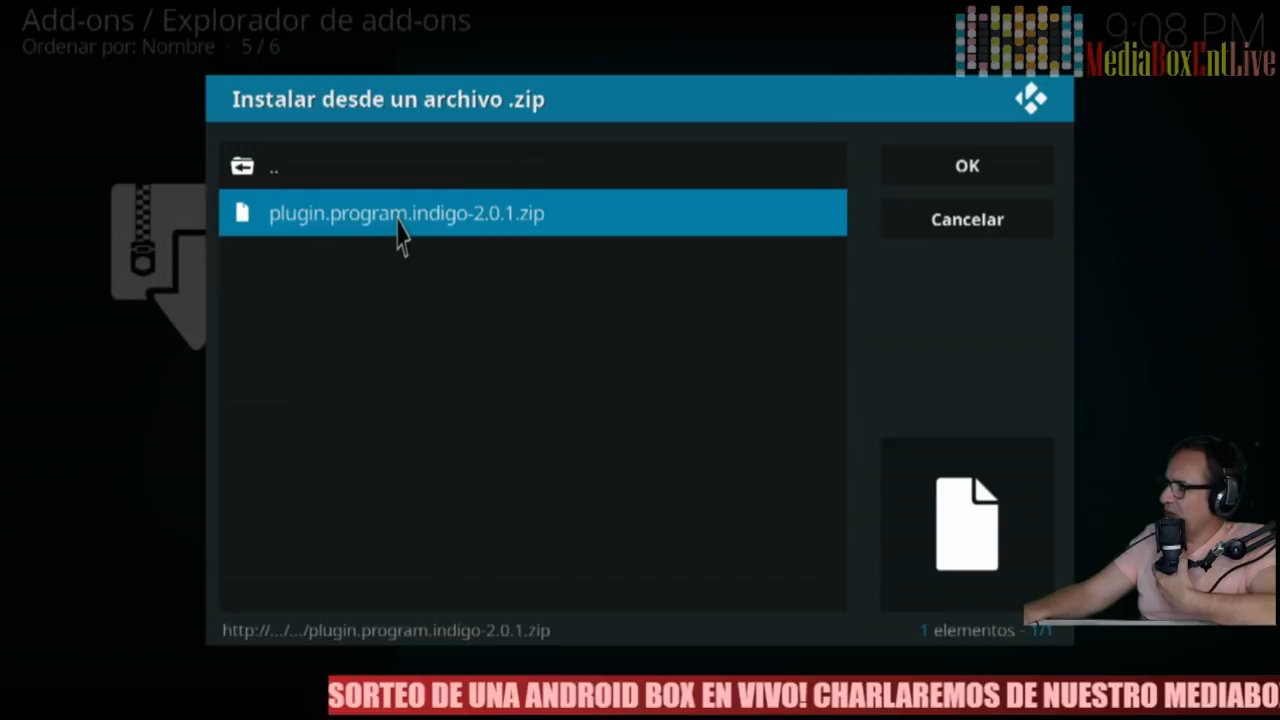 Add-ons / Explorador de add-ons
Ordenar por: Nombre · 5 / 6
9:08 PM
MediaBoxEntLive
Instalar desde un archivo .zip
..
plugin.program.indigo-2.0.1.zip
OK
Cancelar
http://.../.../plugin.program.indigo-2.0.1.zip
1 elementos - 1/1
SORTEO DE UNA ANDROID BOX EN VIVO! CHARLAREMOS DE NUESTRO MEDIABO